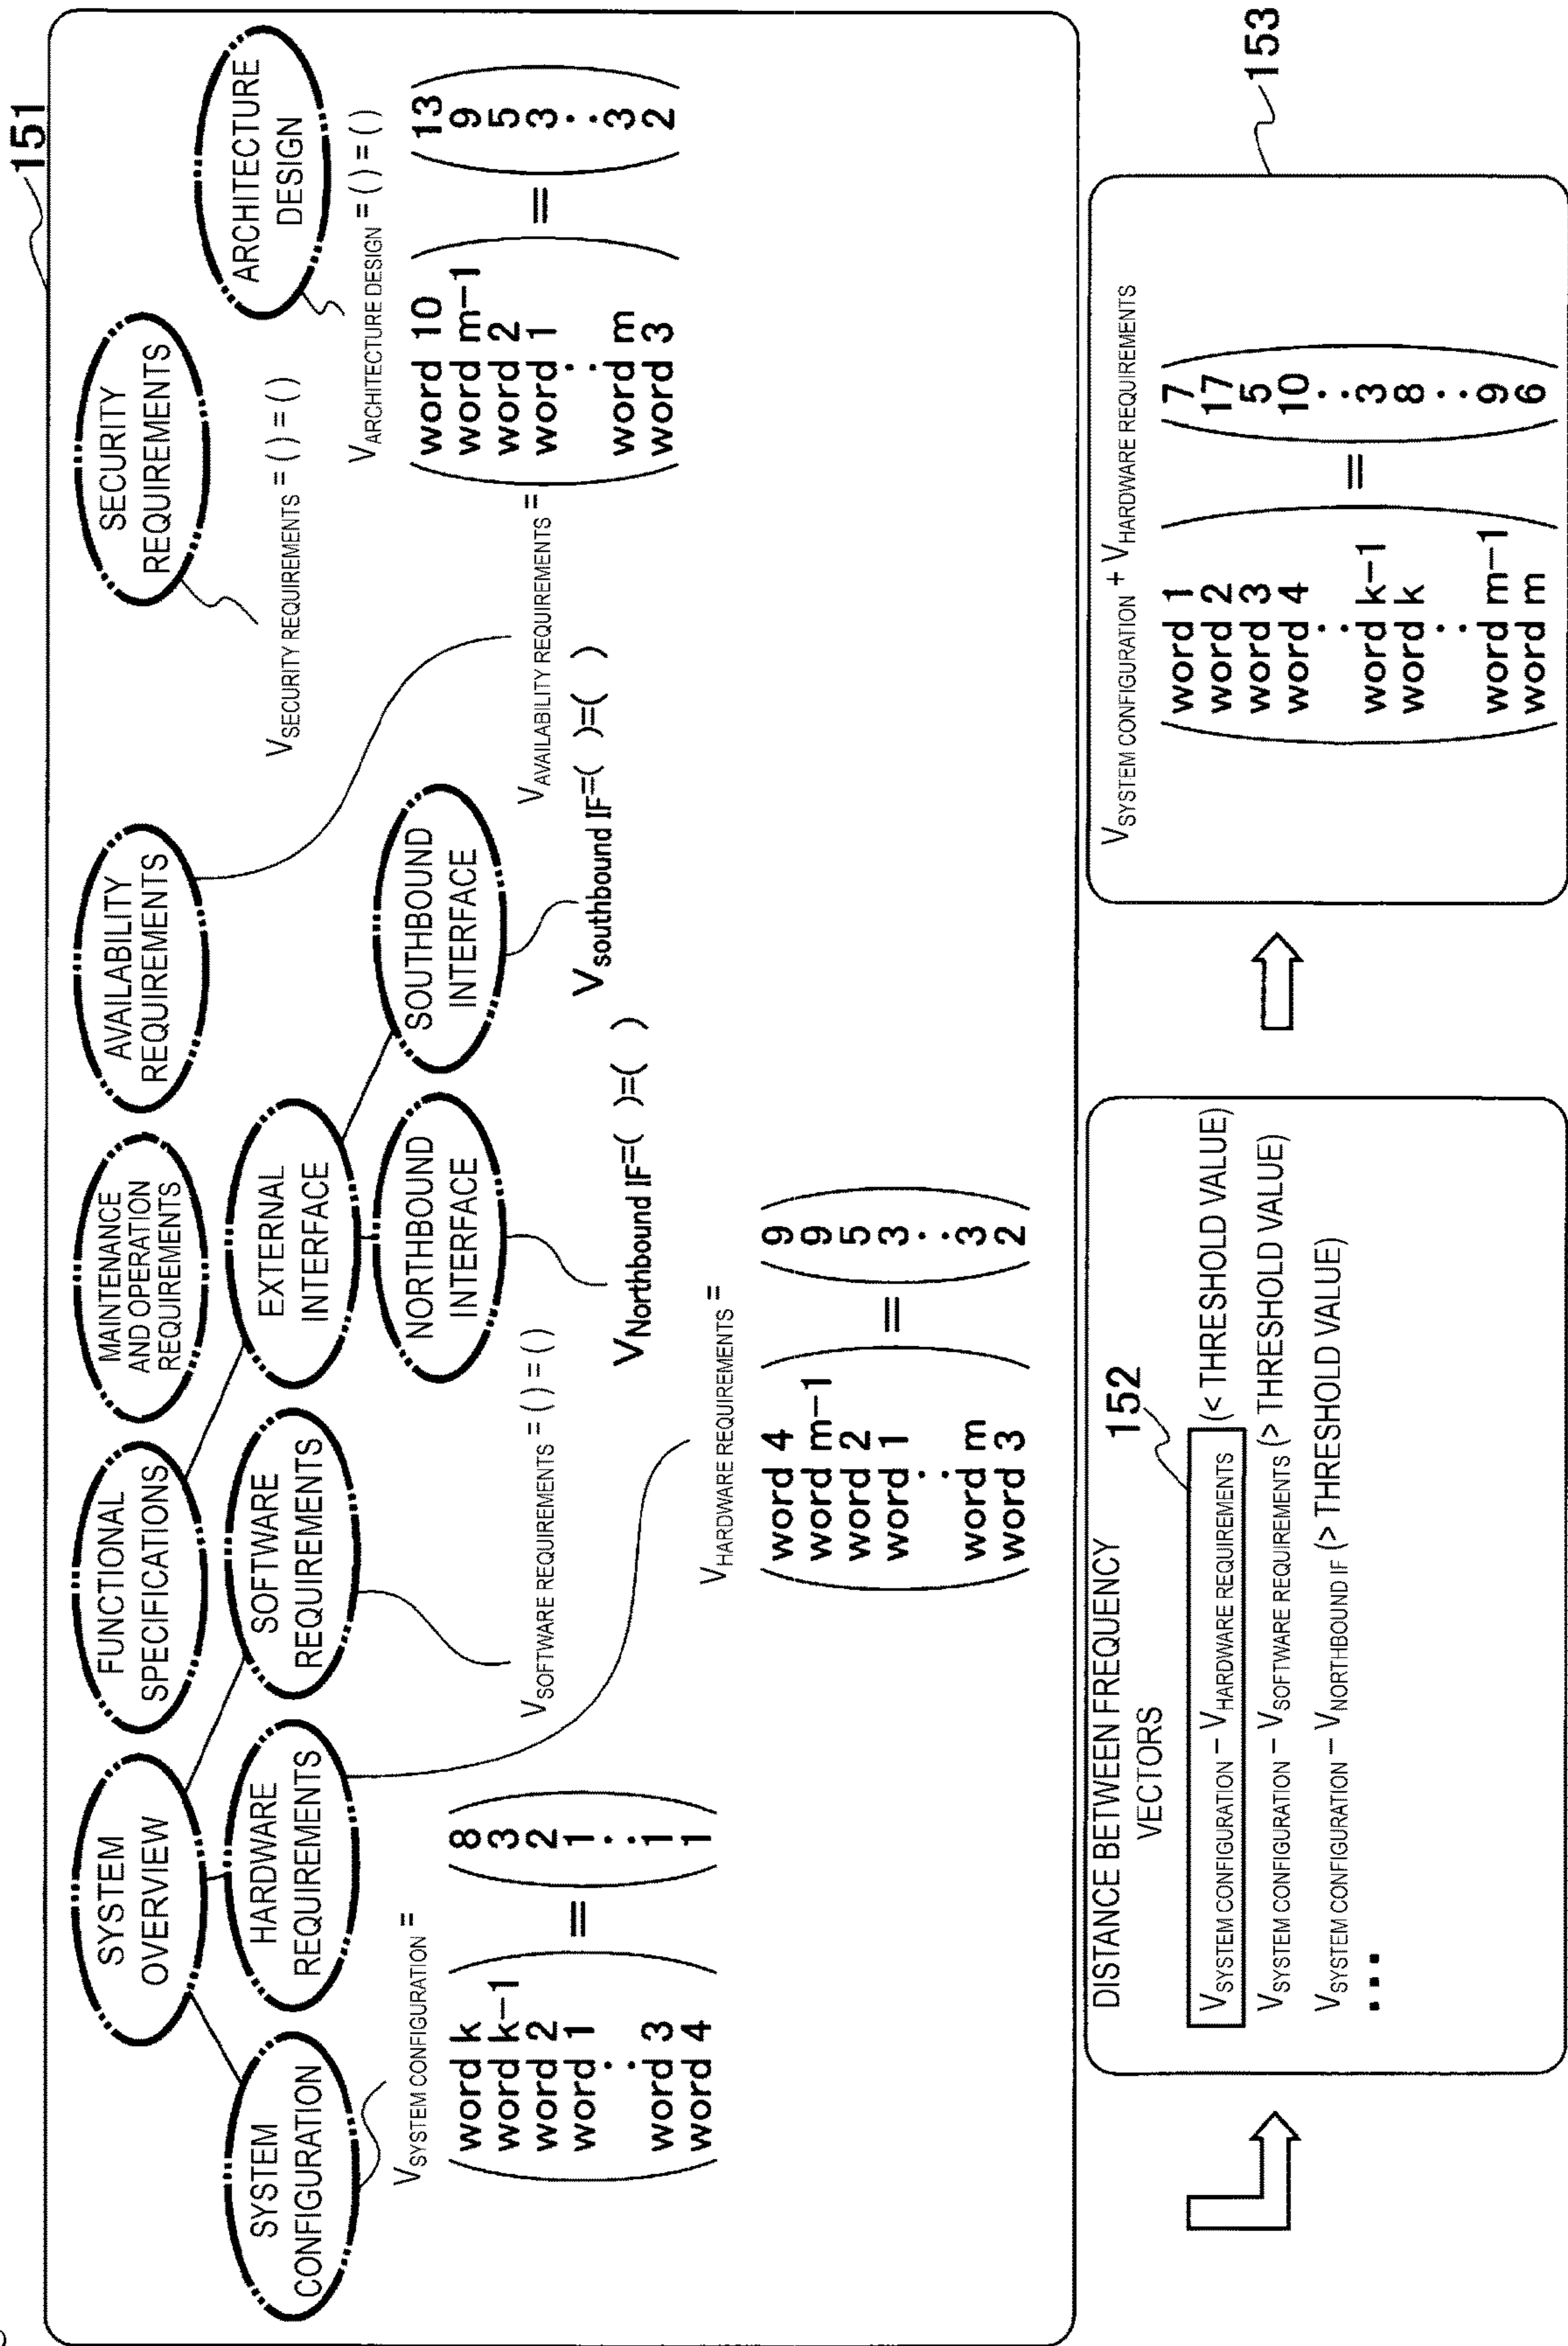 151
SYSTEM
OVERVIEW
FUNCTIONAL
SPECIFICATIONS
MAINTENANCE
AND OPERATION
REQUIREMENTS
AVAILABILITY
REQUIREMENTS
SECURITY
REQUIREMENTS
ARCHITECTURE
DESIGN
SYSTEM
CONFIGURATION
HARDWARE
REQUIREMENTS
SOFTWARE
REQUIREMENTS
EXTERNAL
INTERFACE
NORTHBOUND
INTERFACE
SOUTHBOUND
INTERFACE
VSECURITY REQUIREMENTS = ( ) = ( )
VARCHITECTURE DESIGN = ( ) = ( )
VSYSTEM CONFIGURATION =
word k 8
word k−1 3
word 2 = 2
word 1 1
: :
word 3 1
word 4 1
VSOFTWARE REQUIREMENTS = ( ) = ( )
VNorthbound IF=( )=( )
Vsouthbound IF=( )=( )
VAVAILABILITY REQUIREMENTS =
word 10 13
word m−1 9
word 2 5
word 1 = 3
: :
word m 3
word 3 2
VHARDWARE REQUIREMENTS =
word 4 9
word m−1 9
word 2 5
word 1 = 3
: :
word m 3
word 3 2
DISTANCE BETWEEN FREQUENCY
VECTORS
152
VSYSTEM CONFIGURATION − VHARDWARE REQUIREMENTS (< THRESHOLD VALUE)
VSYSTEM CONFIGURATION − VSOFTWARE REQUIREMENTS (> THRESHOLD VALUE)
VSYSTEM CONFIGURATION − VNORTHBOUND IF (> THRESHOLD VALUE)
...
153
VSYSTEM CONFIGURATION + VHARDWARE REQUIREMENTS
word 1 7
word 2 17
word 3 5
word 4 10
: :
word k−1 = 3
word k 8
: :
word m−1 9
word m 6